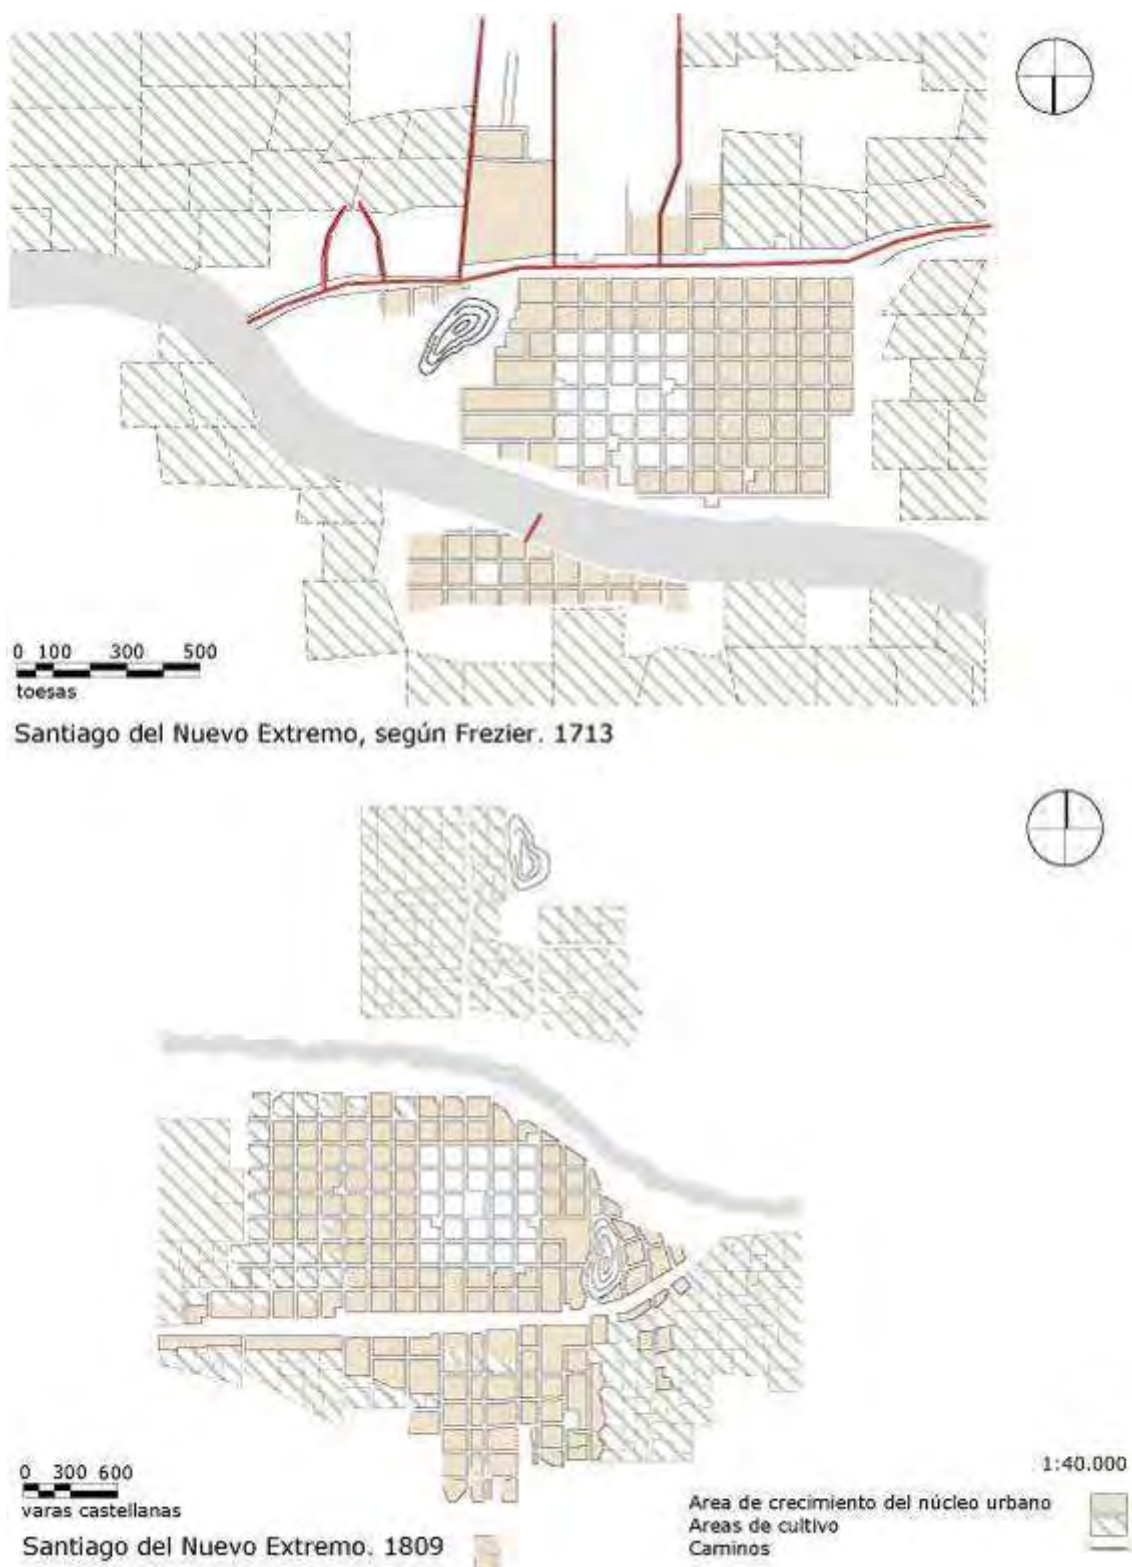 0 100 300 500
toesas
Santiago del Nuevo Extremo, según Frezier. 1713
0 300 600
varas castellanas
Santiago del Nuevo Extremo. 1809
1:40.000
Area de crecimiento del núcleo urbano
Areas de cultivo
Caminos